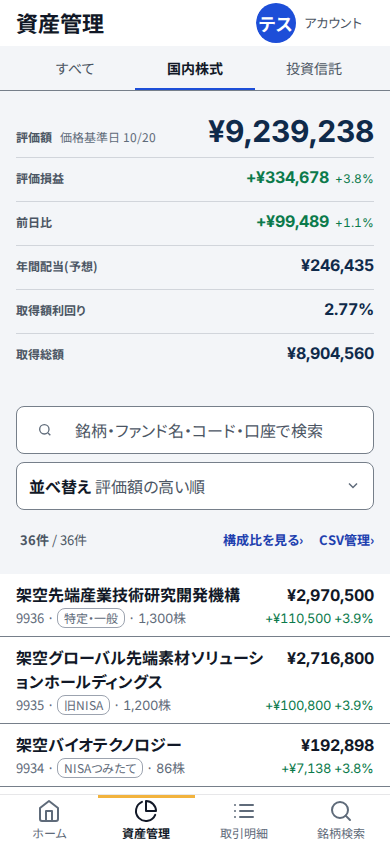 資産管理
テス アカウント
すべて 国内株式 投資信託
評価額 価格基準日 10/20 ¥9,239,238
評価損益 +¥334,678 +3.8%
前日比 +¥99,489 +1.1%
年間配当(予想) ¥246,435
取得額利回り 2.77%
取得総額 ¥8,904,560
銘柄・ファンド名・コード・口座で検索
並べ替え 評価額の高い順
36件 / 36件 構成比を見る› CSV管理›
架空先端産業技術研究開発機構 ¥2,970,500
9936 · 特定・一般 · 1,300株 +¥110,500 +3.9%
架空グローバル先端素材ソリューシ ¥2,716,800
ョンホールディングス
9935 · 旧NISA · 1,200株 +¥100,800 +3.9%
架空バイオテクノロジー ¥192,898
9934 · NISAつみたて · 86株 +¥7,138 +3.8%
ホーム 資産管理 取引明細 銘柄検索